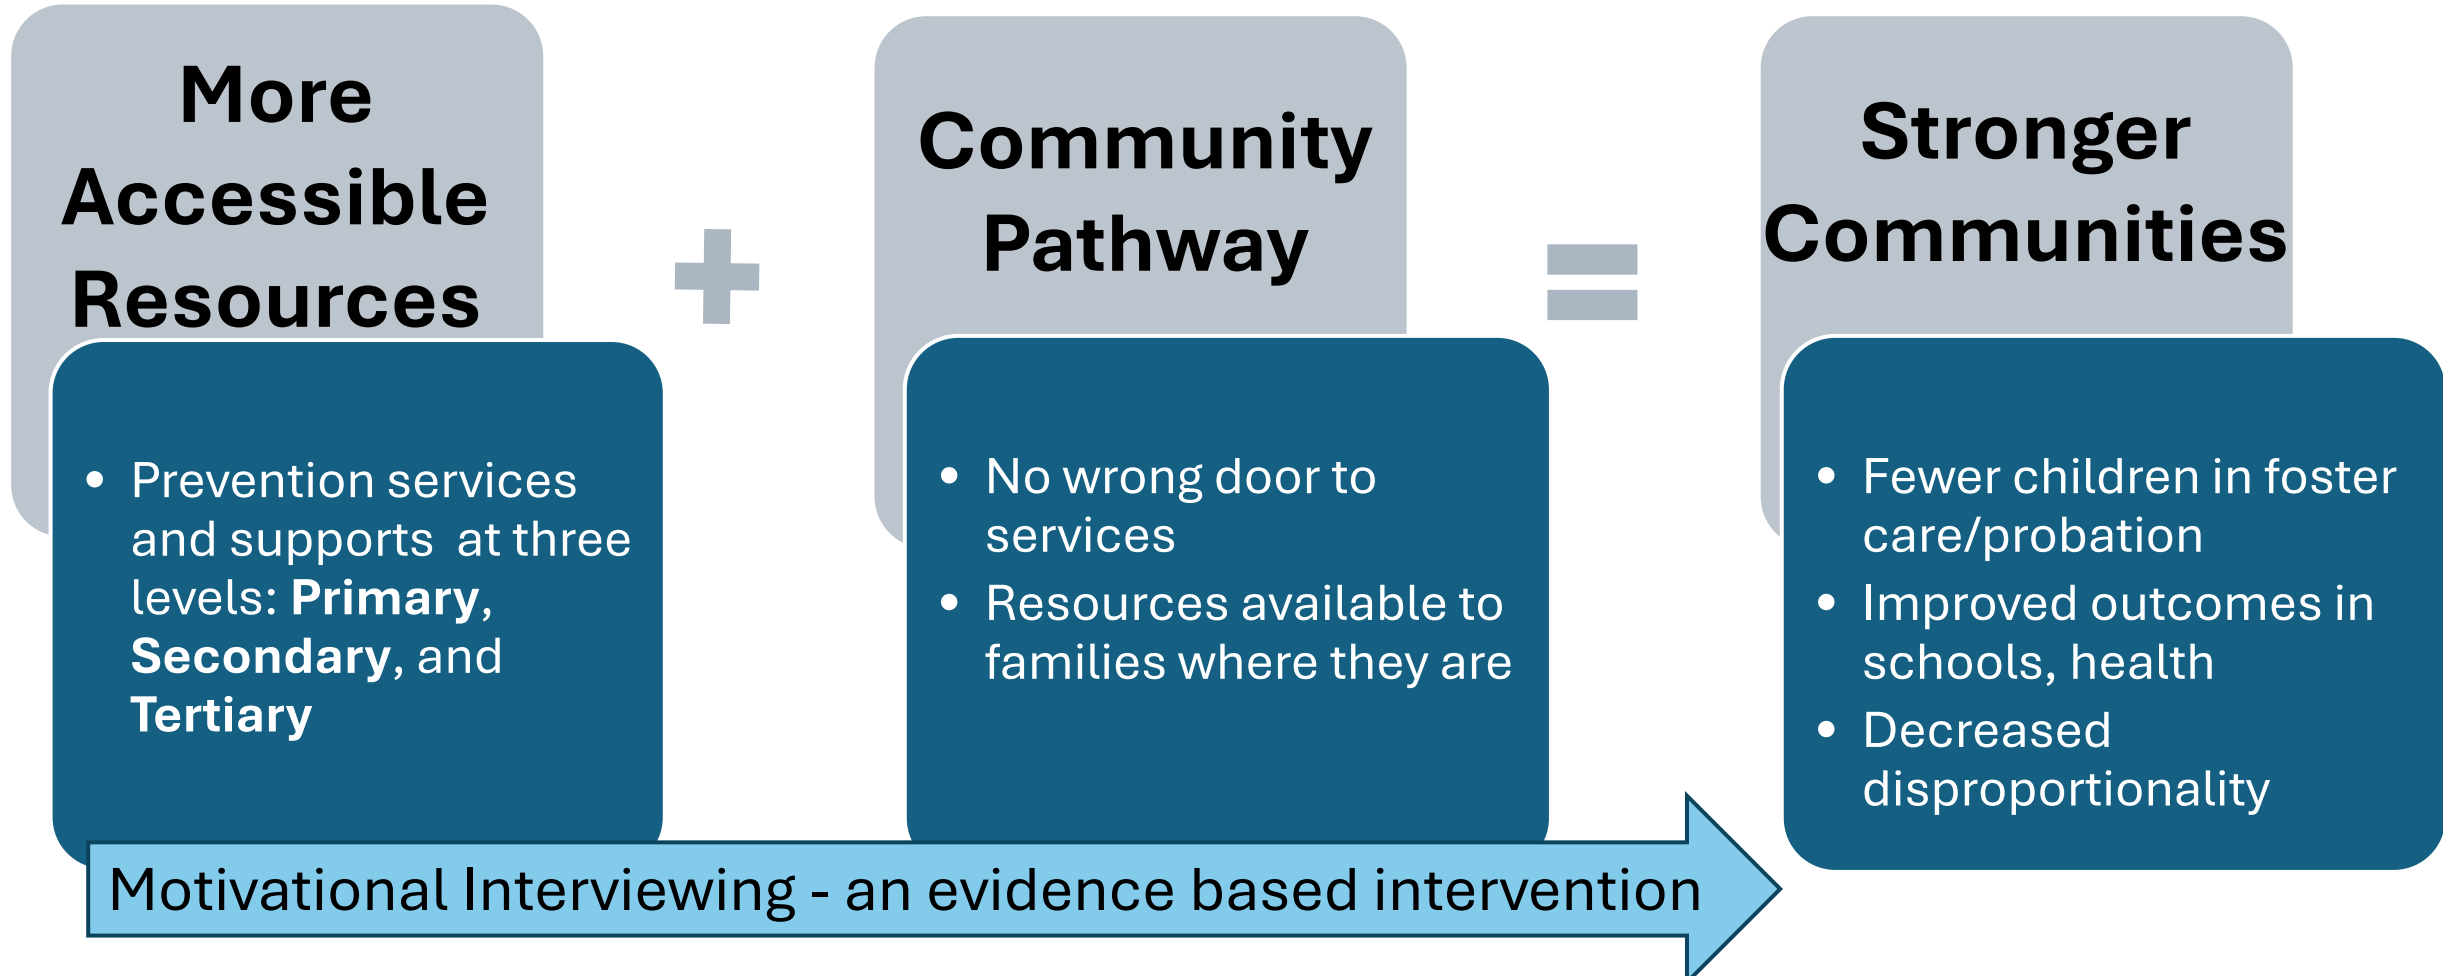 More
Accessible
Resources
• Prevention services
and supports at three
levels: Primary,
Secondary, and
Tertiary
+
Community
Pathway
• No wrong door to
services
• Resources available to
families where they are
=
Stronger
Communities
• Fewer children in foster
care/probation
• Improved outcomes in
schools, health
• Decreased
disproportionality
Motivational Interviewing - an evidence based intervention